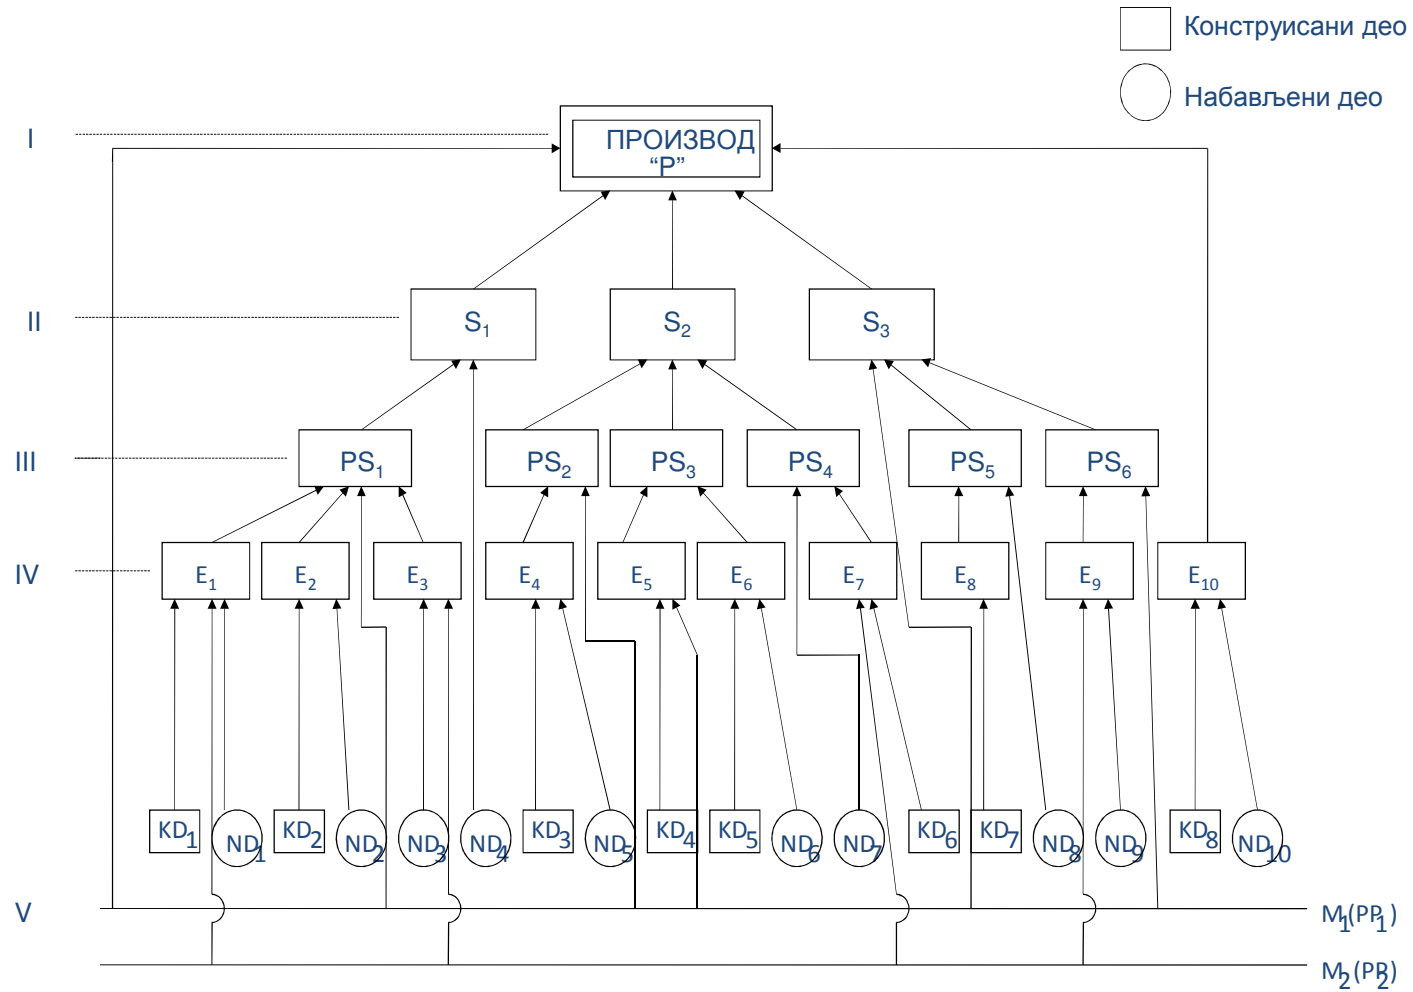 Конструисани део
Набављени део
I
ПРОИЗВОД
“P”
II
S1
S2
S3
III
PS1
PS2
PS3
PS4
PS5
PS6
IV
E1
E2
E3
E4
E5
E6
E7
E8
E9
E10
KD1
ND1
KD2
ND2
ND3
ND4
KD3
ND5
KD4
KD5
ND6
ND7
KD6
KD7
ND8
ND9
KD8
ND10
V
M1(PP1)
M2(PP2)